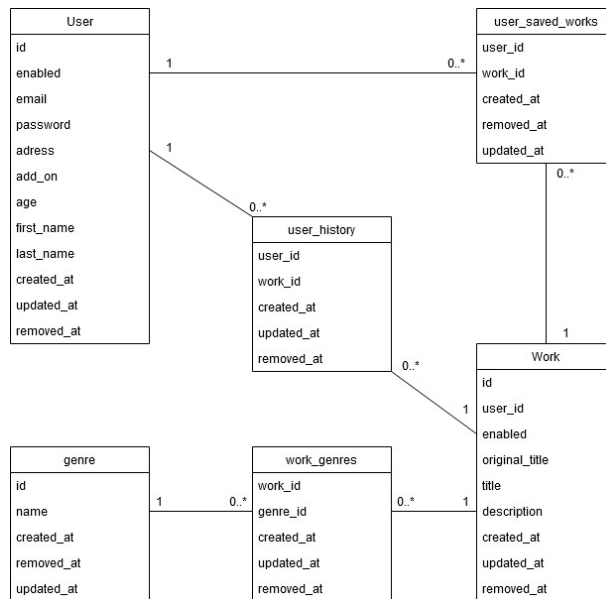 User
id
enabled
email
password
adress
add_on
age
first_name
last_name
created_at
updated_at
removed_at
1
0..*
1
0..*
user_saved_works
user_id
work_id
created_at
removed_at
updated_at
0..*
1
user_history
user_id
work_id
created_at
updated_at
removed_at
0..*
1
Work
id
user_id
enabled
original_title
title
description
created_at
updated_at
removed_at
genre
id
name
created_at
removed_at
updated_at
1
0..*
work_genres
work_id
genre_id
created_at
updated_at
removed_at
0..*
1